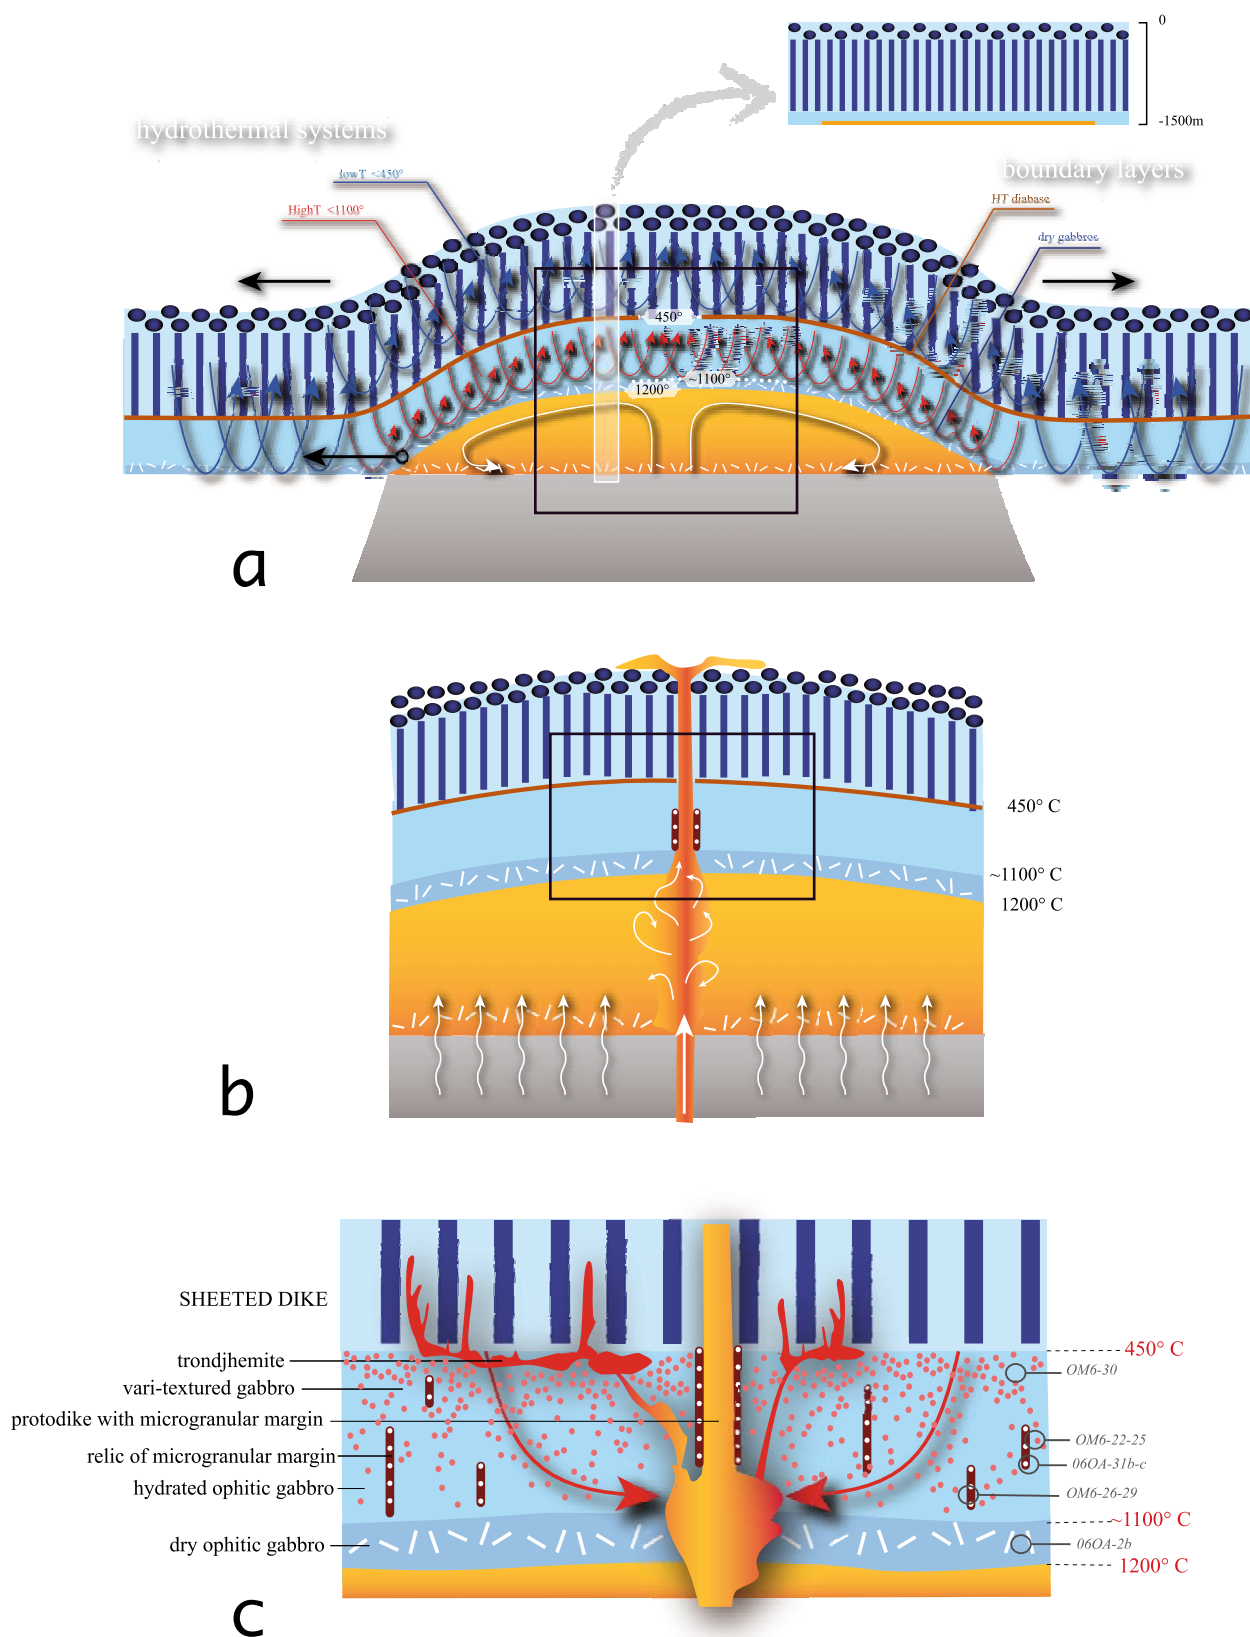 0
-1500m
hydrothermal systems
boundary layers
lowT <450°
HighT <1100°
HT diabase
dry gabbros
450°
~1100°
1200°
a
450° C
~1100° C
1200° C
b
SHEETED DIKE
trondjhemite
vari-textured gabbro
protodike with microgranular margin
relic of microgranular margin
hydrated ophitic gabbro
dry ophitic gabbro
450° C
OM6-30
OM6-22-25
06OA-31b-c
OM6-26-29
~1100° C
06OA-2b
1200° C
c